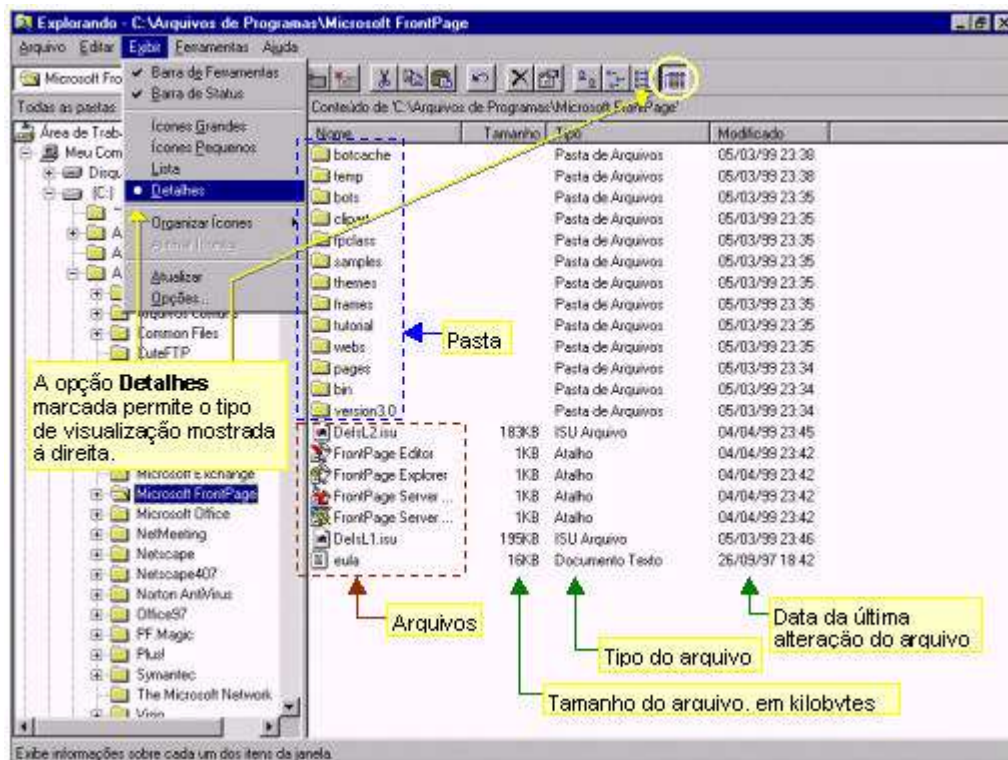 Explorando - C:\Arquivos de Programas\Microsoft FrontPage
Arquivo Editar Exibir Ferramentas Ajuda
Microsoft Fro
Barra de Ferramentas
Barra de Status
Ícones Grandes
Ícones Pequenos
Lista
Detalhes
Organizar Ícones
Atualizar
Opções...
Todas as pastas
Conteúdo de 'C:\Arquivos de Programas\Microsoft FrontPage'
Área de Trab
Meu Com
Disqu
(C:)
A
A
A
Arquivos Comuns
Common Files
CuteFTP
A opção Detalhes
marcada permite o tipo
de visualização mostrada
à direita.
Microsoft Exchange
Microsoft FrontPage
Microsoft Office
NetMeeting
Netscape
Netscape407
Norton AntiVirus
Office97
PF.Magic
Plus!
Symantec
The Microsoft Network
Visio
Nome Tamanho Tipo Modificado
botcache Pasta de Arquivos 05/03/99 23:38
temp Pasta de Arquivos 05/03/99 23:38
bots Pasta de Arquivos 05/03/99 23:35
clipart Pasta de Arquivos 05/03/99 23:35
fpclass Pasta de Arquivos 05/03/99 23:35
samples Pasta de Arquivos 05/03/99 23:35
themes Pasta de Arquivos 05/03/99 23:35
frames Pasta de Arquivos 05/03/99 23:35
tutorial Pasta de Arquivos 05/03/99 23:35
webs Pasta de Arquivos 05/03/99 23:35
pages Pasta de Arquivos 05/03/99 23:34
bin Pasta de Arquivos 05/03/99 23:34
version3.0 Pasta de Arquivos 05/03/99 23:34
DeIsL2.isu 183KB ISU Arquivo 04/04/99 23:45
FrontPage Editor 1KB Atalho 04/04/99 23:42
FrontPage Explorer 1KB Atalho 04/04/99 23:42
FrontPage Server ... 1KB Atalho 04/04/99 23:42
FrontPage Server ... 1KB Atalho 04/04/99 23:42
DeIsL1.isu 195KB ISU Arquivo 05/03/99 23:46
eula 16KB Documento Texto 26/09/97 18:42
Pasta
Arquivos
Data da última
alteração do arquivo
Tipo do arquivo
Tamanho do arquivo, em kilobytes
Exibe informações sobre cada um dos itens da janela.